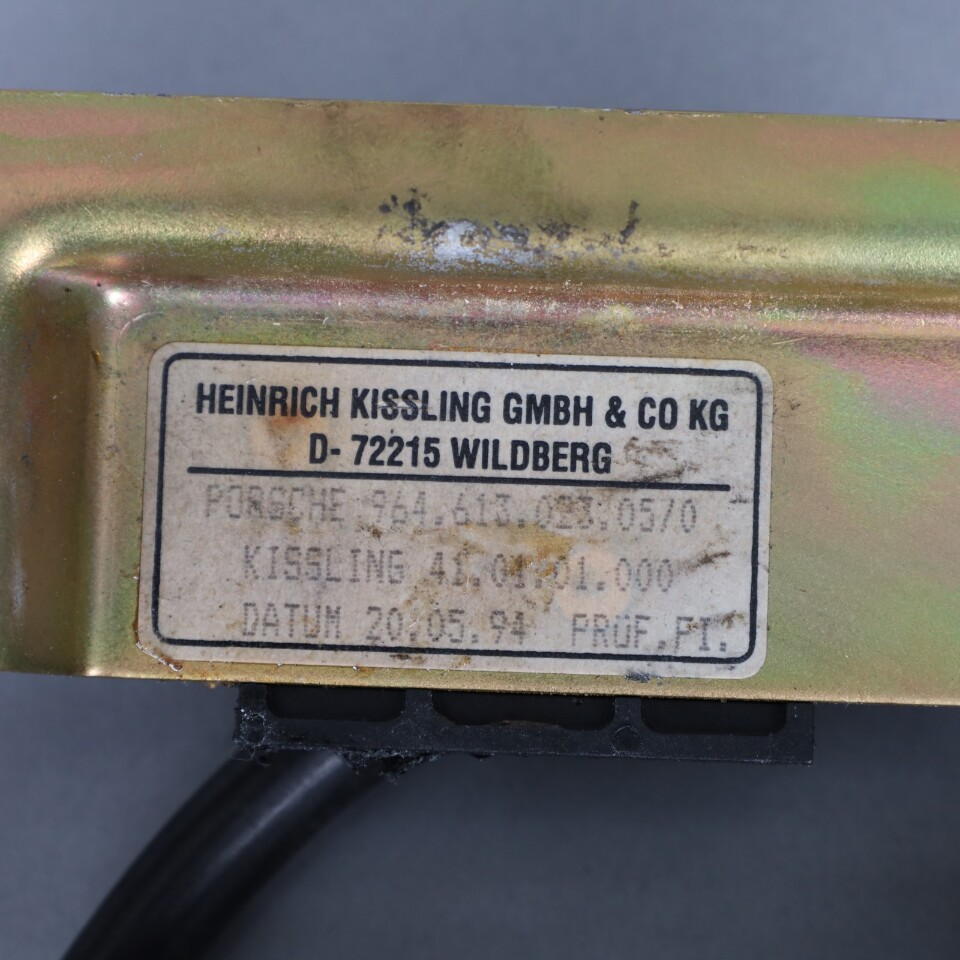 HEINRICH KISSLING GMBH & CO KG
D- 72215 WILDBERG
PORSCHE 964.613.023.05/0
KISSLING 41.01.01.000
DATUM 20.05.94 PRÜF.PI.